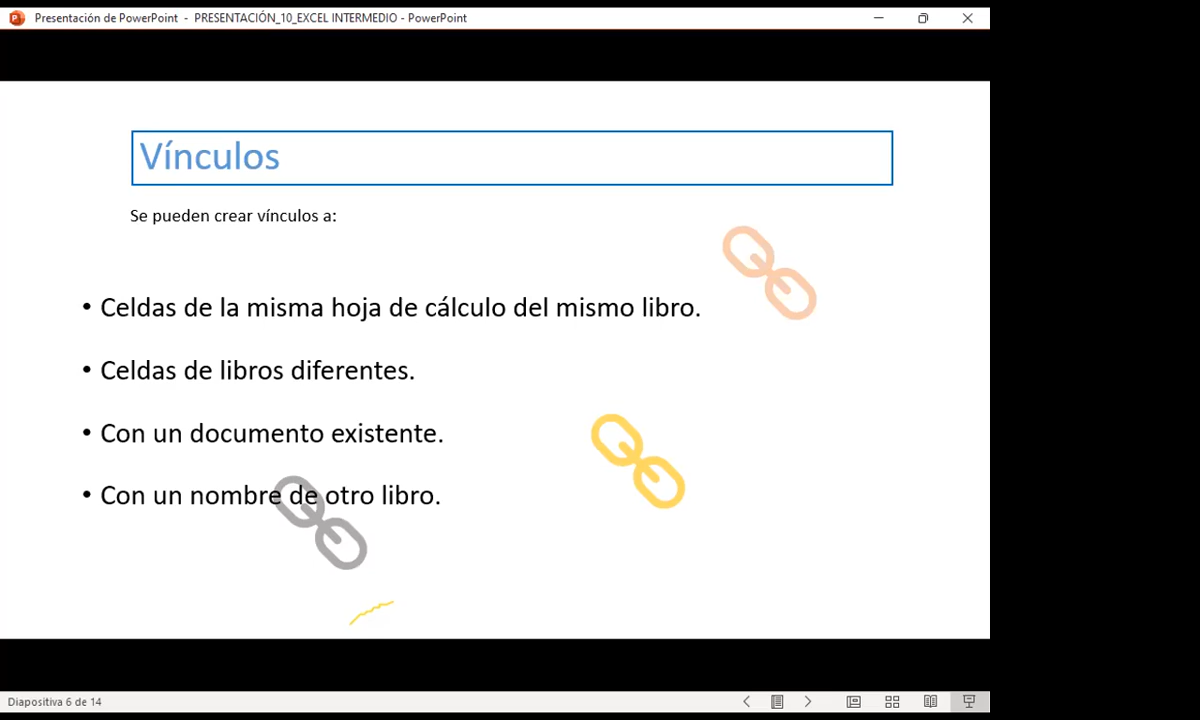 Presentación de PowerPoint - PRESENTACIÓN_10_EXCEL INTERMEDIO - PowerPoint
Vínculos
Se pueden crear vínculos a:
• Celdas de la misma hoja de cálculo del mismo libro.
• Celdas de libros diferentes.
• Con un documento existente.
• Con un nombre de otro libro.
Diapositiva 6 de 14